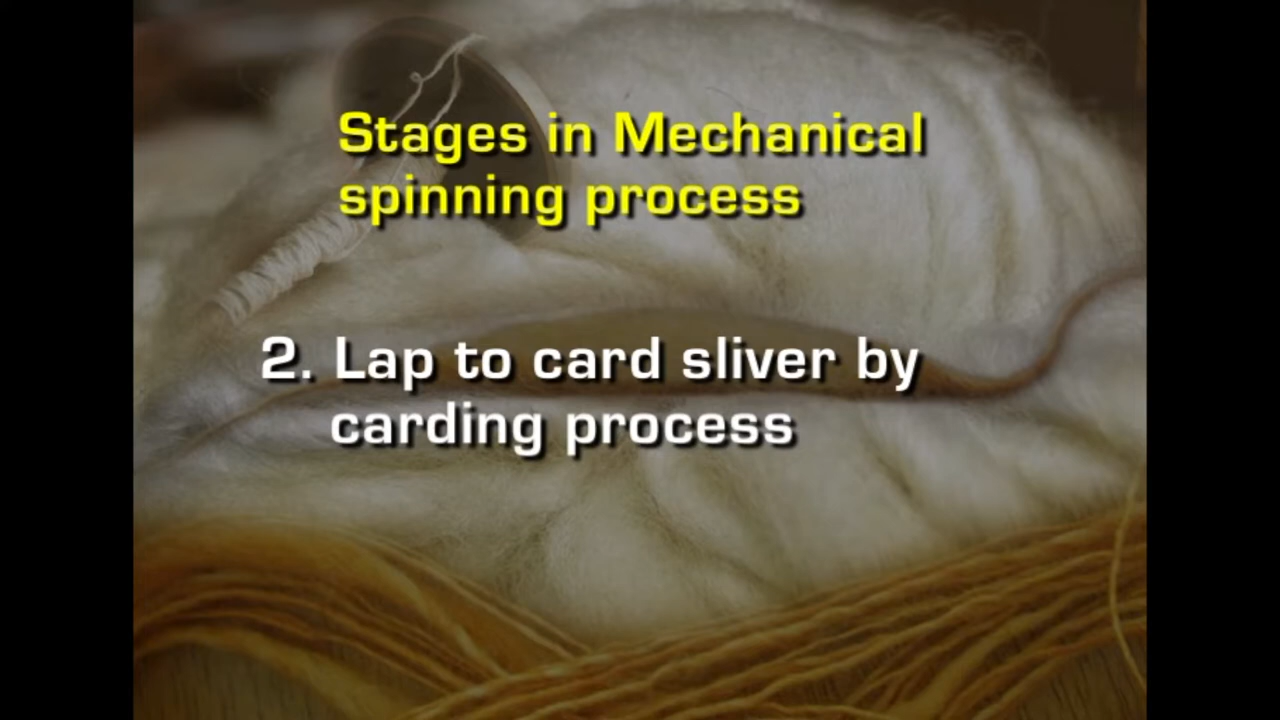 Stages in Mechanical
spinning process
2. Lap to card sliver by
carding process